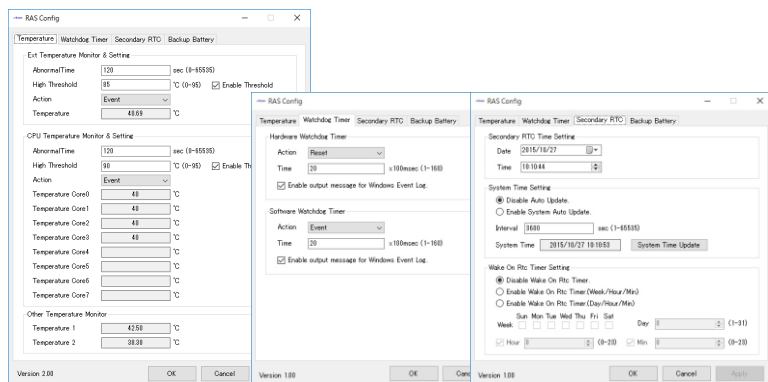 RAS Config
Temperature Watchdog Timer Secondary RTC Backup Battery
Ext Temperature Monitor & Setting
AbnormalTime 120 sec (0-65535)
High Threshold 85 °C (0-95) Enable Threshold
Action Event
Temperature 40.69 °C
CPU Temperature Monitor & Setting
AbnormalTime 120 sec (0-65535)
High Threshold 90 °C (0-95) Enable Th
Action Event
Temperature Core0 40 °C
Temperature Core1 40 °C
Temperature Core2 40 °C
Temperature Core3 40 °C
Temperature Core4 °C
Temperature Core5 °C
Temperature Core6 °C
Temperature Core7 °C
Other Temperature Monitor
Temperature 1 42.50 °C
Temperature 2 30.30 °C
Version 2.00 OK Cancel
RAS Config
Temperature Watchdog Timer Secondary RTC Backup Battery
Hardware Watchdog Timer
Action Reset
Time 20 x100msec (1-160)
Enable output message for Windows Event Log.
Software Watchdog Timer
Action Event
Time 20 x100msec (1-160)
Enable output message for Windows Event Log.
Version 1.00 OK Canc
RAS Config
Temperature Watchdog Timer Secondary RTC Backup Battery
Secondary RTC Time Setting
Date 2015/10/27
Time 10:10:44
System Time Setting
Disable Auto Update.
Enable System Auto Update.
Interval 3600 sec (1-65535)
System Time 2015/10/27 10:10:53 System Time Update
Wake On Rtc Timer Setting
Disable Wake On Rtc Timer.
Enable Wake On Rtc Timer.(Week/Hour/Min)
Enable Wake On Rtc Timer.(Day/Hour/Min)
Sun Mon Tue Wed Thu Fri Sat
Week Day 0 (1-31)
Hour 0 (0-23) Min 0 (0-23)
Version 1.00 OK Cancel Apply